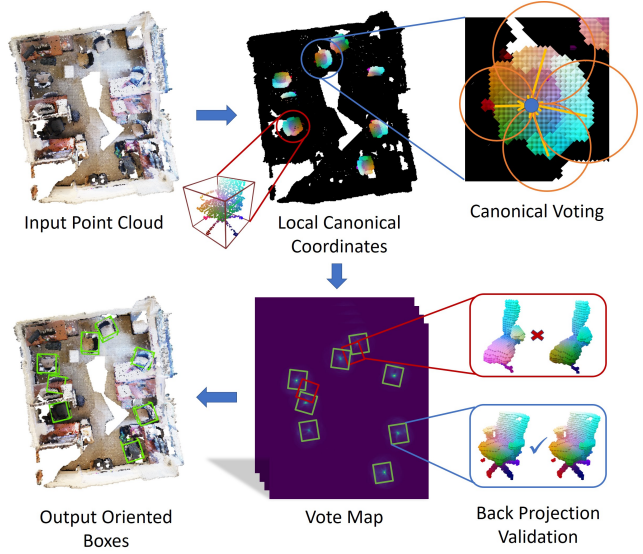 Input Point Cloud
Local Canonical
Coordinates
Canonical Voting
Output Oriented
Boxes
Vote Map
Back Projection
Validation